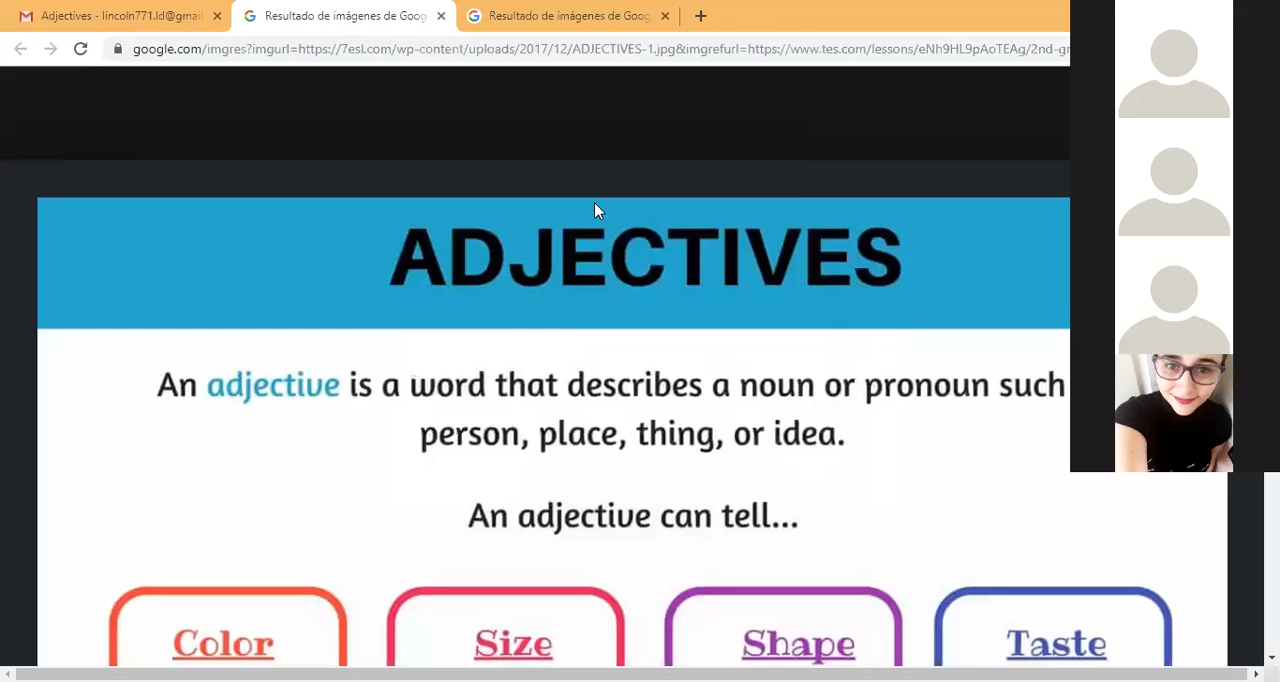 Adjectives - lincoln771.ld@gmai
Resultado de imágenes de Goog
Resultado de imágenes de Goog
google.com/imgres?imgurl=https://7esl.com/wp-content/uploads/2017/12/ADJECTIVES-1.jpg&imgrefurl=https://www.tes.com/lessons/eNh9HL9pAoTEAg/2nd-gr
ADJECTIVES
An adjective is a word that describes a noun or pronoun such
person, place, thing, or idea.
An adjective can tell...
Color Size Shape Taste